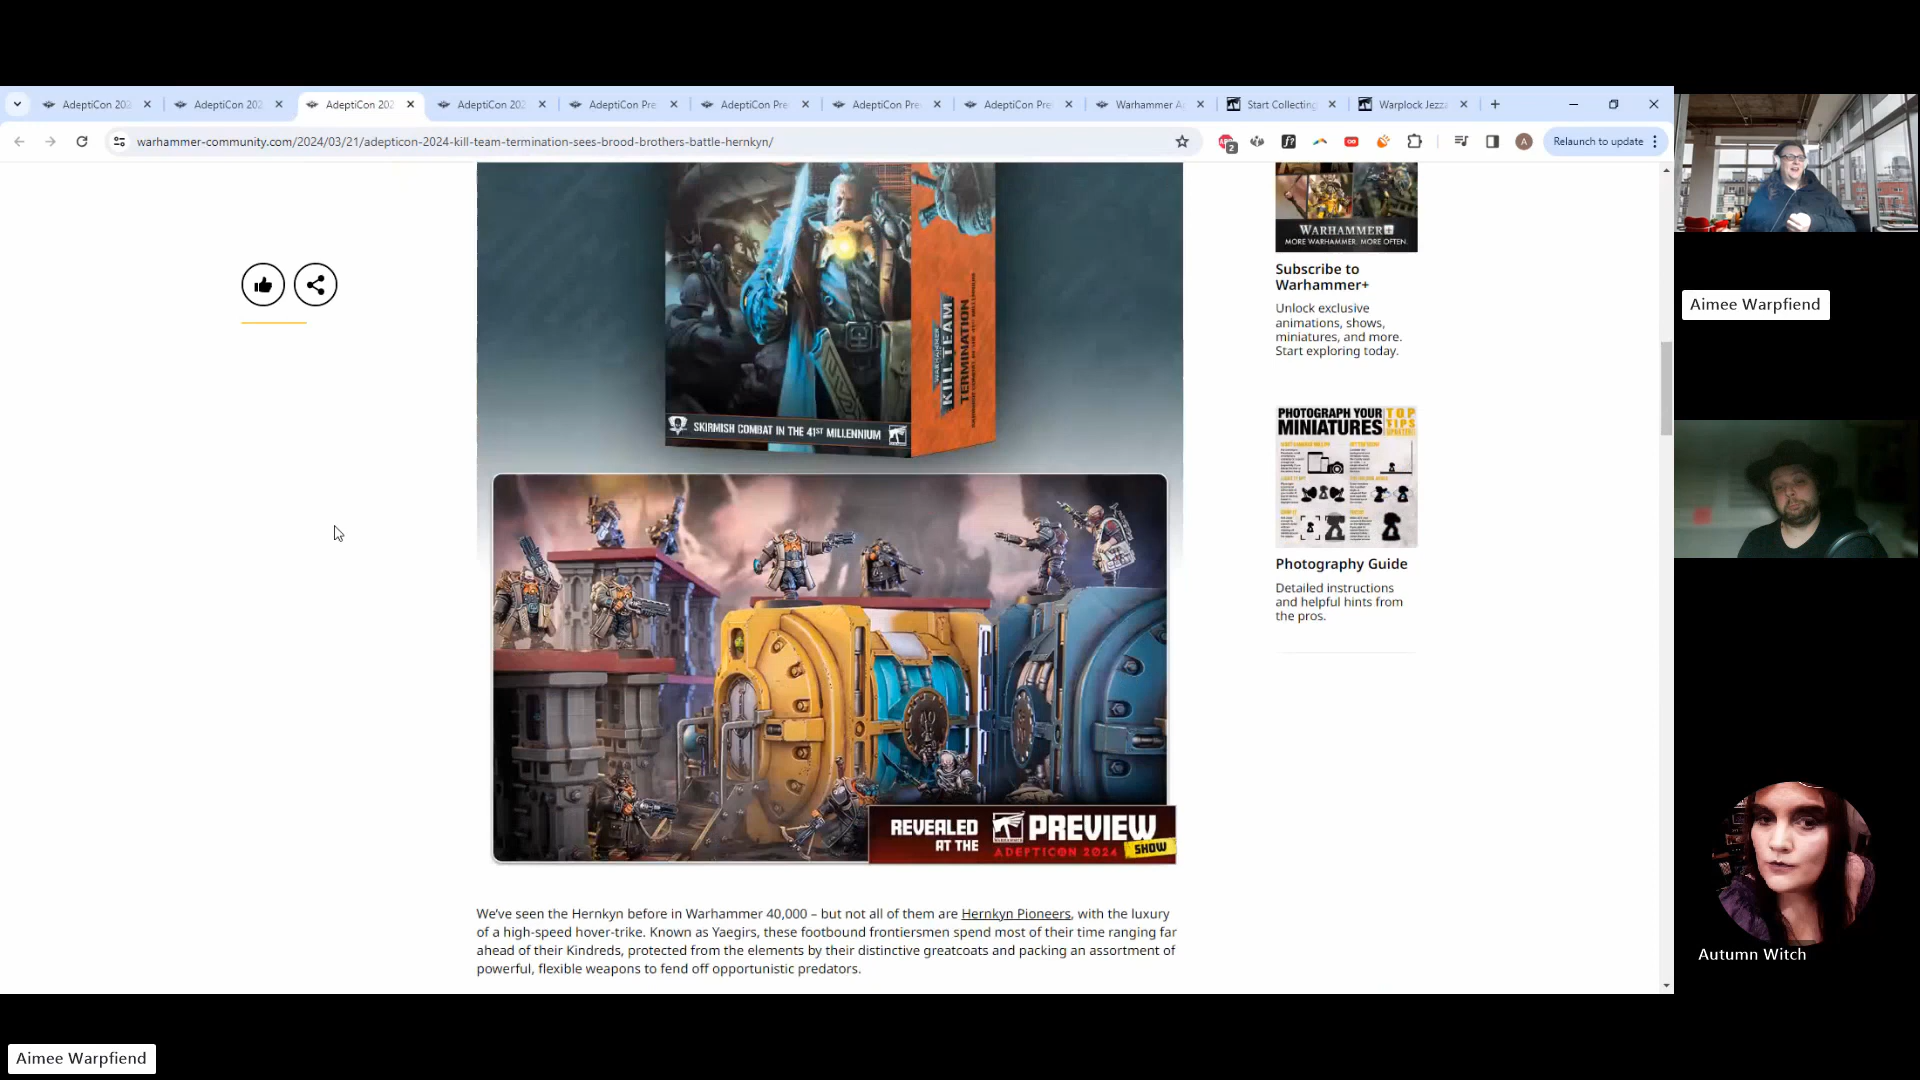 AdeptiCon 202
AdeptiCon 202
AdeptiCon 202
AdeptiCon 202
AdeptiCon Pre
AdeptiCon Pre
AdeptiCon Pre
AdeptiCon Pre
Warhammer A
Start Collecting
Warplock Jezza
warhammer-community.com/2024/03/21/adepticon-2024-kill-team-termination-sees-brood-brothers-battle-hernkyn/
2
A
Relaunch to update
WARHAMMER
KILL TEAM
TERMINATION
SKIRMISH COMBAT IN THE 41ST MILLENNIUM
REVEALED
AT THE
PREVIEW
ADEPTICON 2024
SHOW
We've seen the Hernkyn before in Warhammer 40,000 – but not all of them are Hernkyn Pioneers, with the luxury
of a high-speed hover-trike. Known as Yaegirs, these footbound frontiersmen spend most of their time ranging far
ahead of their Kindreds, protected from the elements by their distinctive greatcoats and packing an assortment of
powerful, flexible weapons to fend off opportunistic predators.
WARHAMMER+
MORE WARHAMMER. MORE OFTEN.
Subscribe to
Warhammer+
Unlock exclusive
animations, shows,
miniatures, and more.
Start exploring today.
PHOTOGRAPH YOUR
MINIATURES
TOP
TIPS
Photography Guide
Detailed instructions
and helpful hints from
the pros.
Aimee Warpfiend
Autumn Witch
Aimee Warpfiend